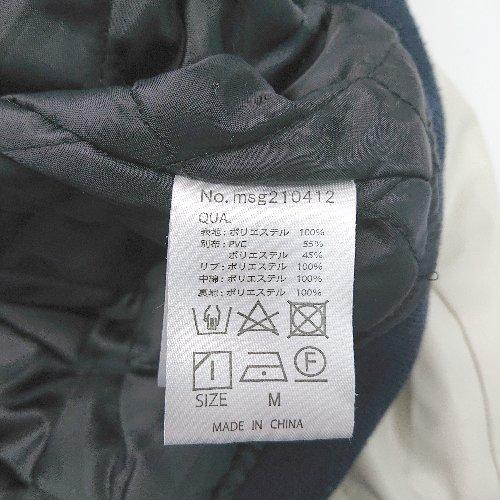 No. msg210412
QUA.
表地 : ポリエステル 100%
別布 : PVC 55%
ポリエステル 45%
リブ : ポリエステル 100%
中綿 : ポリエステル 100%
裏地 : ポリエステル 100%
F
SIZE M
MADE IN CHINA